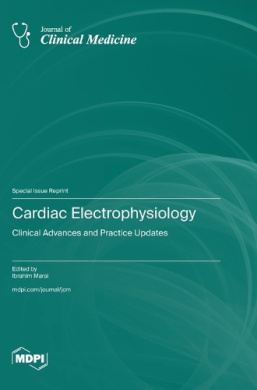 Journal of
Clinical Medicine
Special Issue Reprint
Cardiac Electrophysiology
Clinical Advances and Practice Updates
Edited by
Ibrahim Marai
mdpi.com/journal/jcm
MDPI